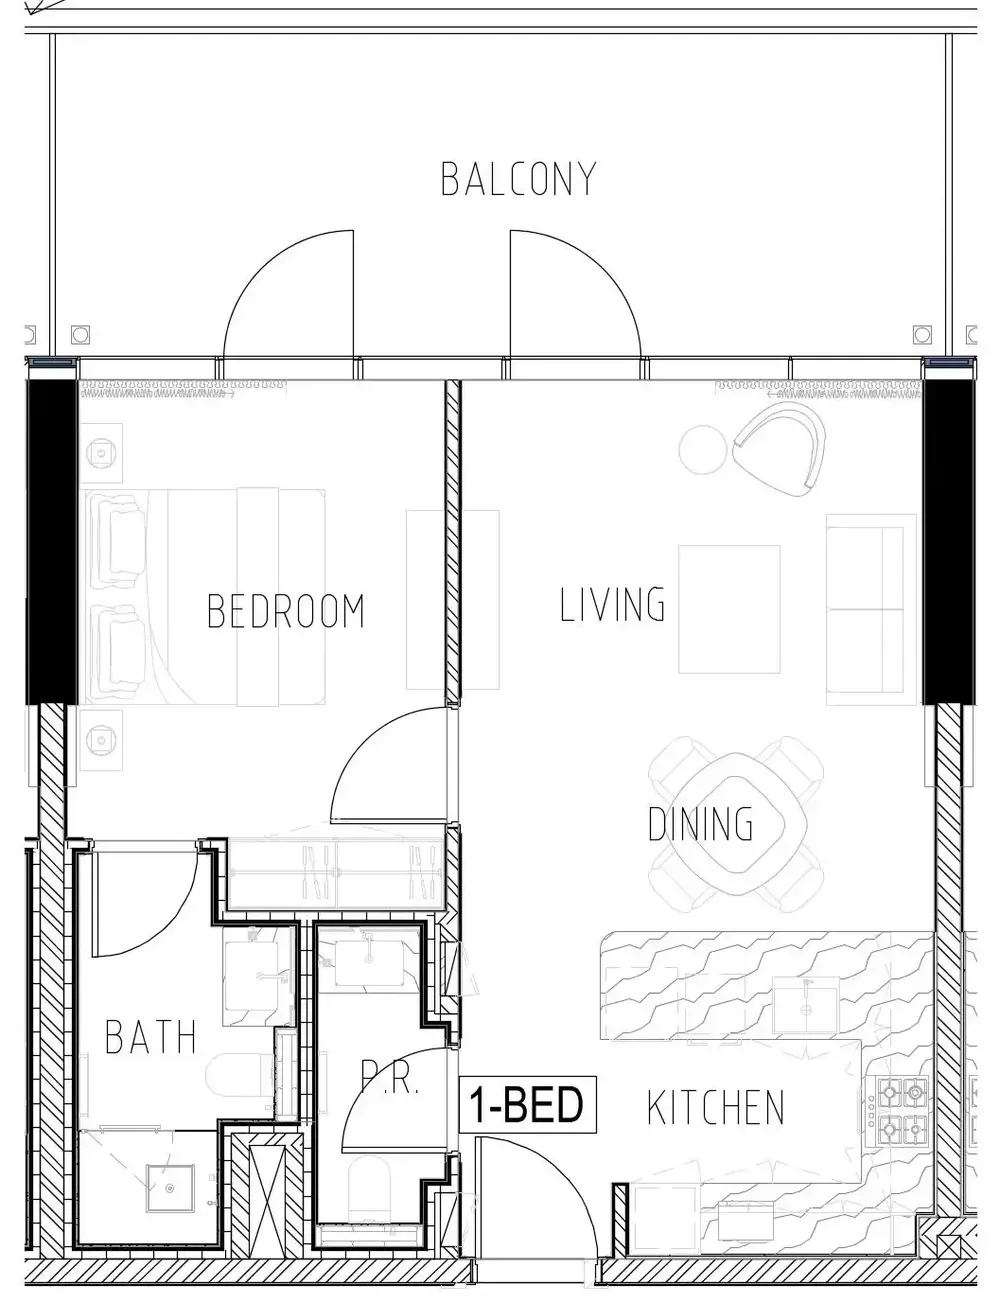 BALCONY
BEDROOM
LIVING
DINING
BATH
P.R.
1-BED
KITCHEN